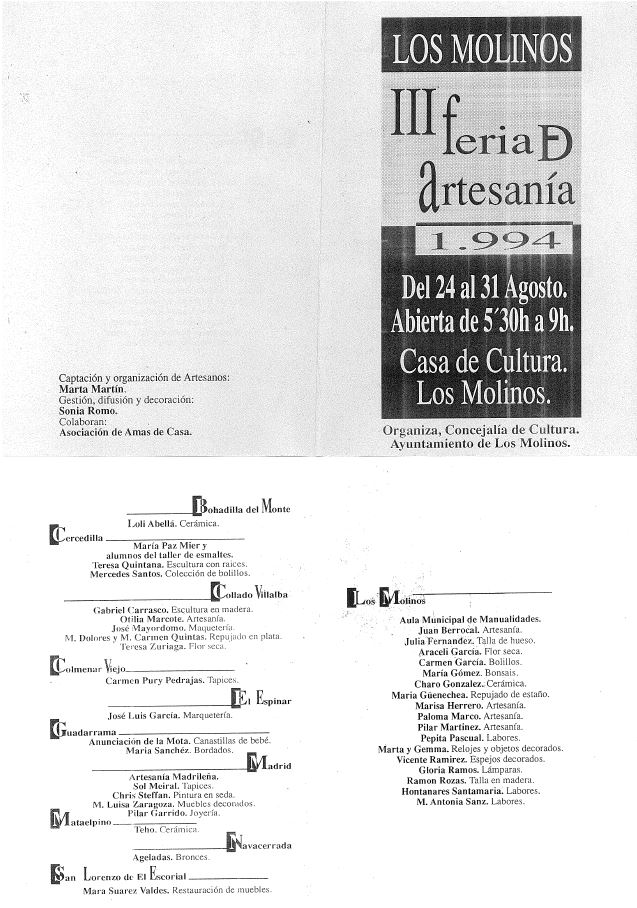 LOS MOLINOS
III feria D
artesanía
1.994
Del 24 al 31 Agosto.
Abierta de 5´30h a 9h.
Casa de Cultura.
Los Molinos.
Organiza, Concejalía de Cultura.
Ayuntamiento de Los Molinos.
Captación y organización de Artesanos:
Marta Martín.
Gestión, difusión y decoración:
Sonia Romo.
Colaboran:
Asociación de Amas de Casa.
Bohadilla del Monte
Loli Abellá. Cerámica.
Cercedilla
María Paz Mier y
alumnos del taller de esmaltes.
Teresa Quintana. Escultura con raíces.
Mercedes Santos. Colección de bolillos.
Collado Villalba
Gabriel Carrasco. Escultura en madera.
Otilia Marcote. Artesanía.
José Mayordomo. Maquetería.
M. Dolores y M. Carmen Quintas. Repujado en plata.
Teresa Zuriaga. Flor seca.
Colmenar Viejo
Carmen Pury Pedrajas. Tapices.
El Espinar
José Luis García. Marquetería.
Guadarrama
Anunciación de la Mota. Canastillas de bebé.
María Sanchéz. Bordados.
Madrid
Artesanía Madrileña.
Sol Meiral. Tapices.
Chris Steffan. Pintura en seda.
M. Luisa Zaragoza. Muebles decorados.
Pilar Garrido. Joyería.
Mataelpino
Teho. Cerámica.
Navacerrada
Ageladas. Bronces.
San Lorenzo de El Escorial
Mara Suarez Valdes. Restauración de muebles.
Los Molinos
Aula Municipal de Manualidades.
Juan Berrocal. Artesanía.
Julia Fernandez. Talla de hueso.
Araceli García. Flor seca.
Carmen García. Bolillos.
María Gómez. Bonsais.
Charo Gonzalez. Cerámica.
María Güenechea. Repujado de estaño.
Marisa Herrero. Artesanía.
Paloma Marco. Artesanía.
Pilar Martínez. Artesanía.
Pepita Pascual. Labores.
Marta y Gemma. Relojes y objetos decorados.
Vicente Ramirez. Espejos decorados.
Gloria Ramos. Lámparas.
Ramon Rozas. Talla en madera.
Hontanares Santamaria. Labores.
M. Antonia Sanz. Labores.